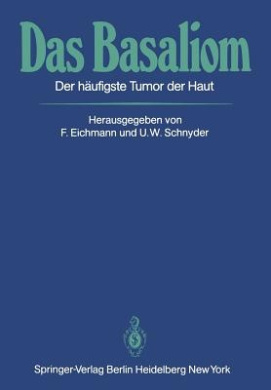 Das Basaliom
Der häufigste Tumor der Haut
Herausgegeben von
F. Eichmann und U.W. Schnyder
Springer-Verlag Berlin Heidelberg New York